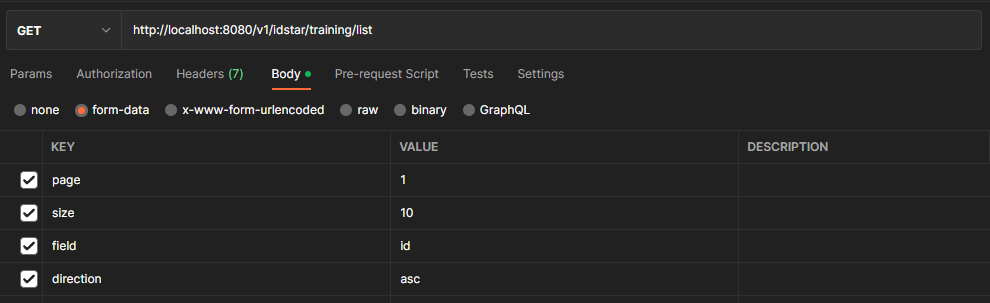 GET http://localhost:8080/v1/idstar/training/list
Params Authorization Headers (7) Body Pre-request Script Tests Settings
none form-data x-www-form-urlencoded raw binary GraphQL
KEY VALUE DESCRIPTION
page 1
size 10
field id
direction asc